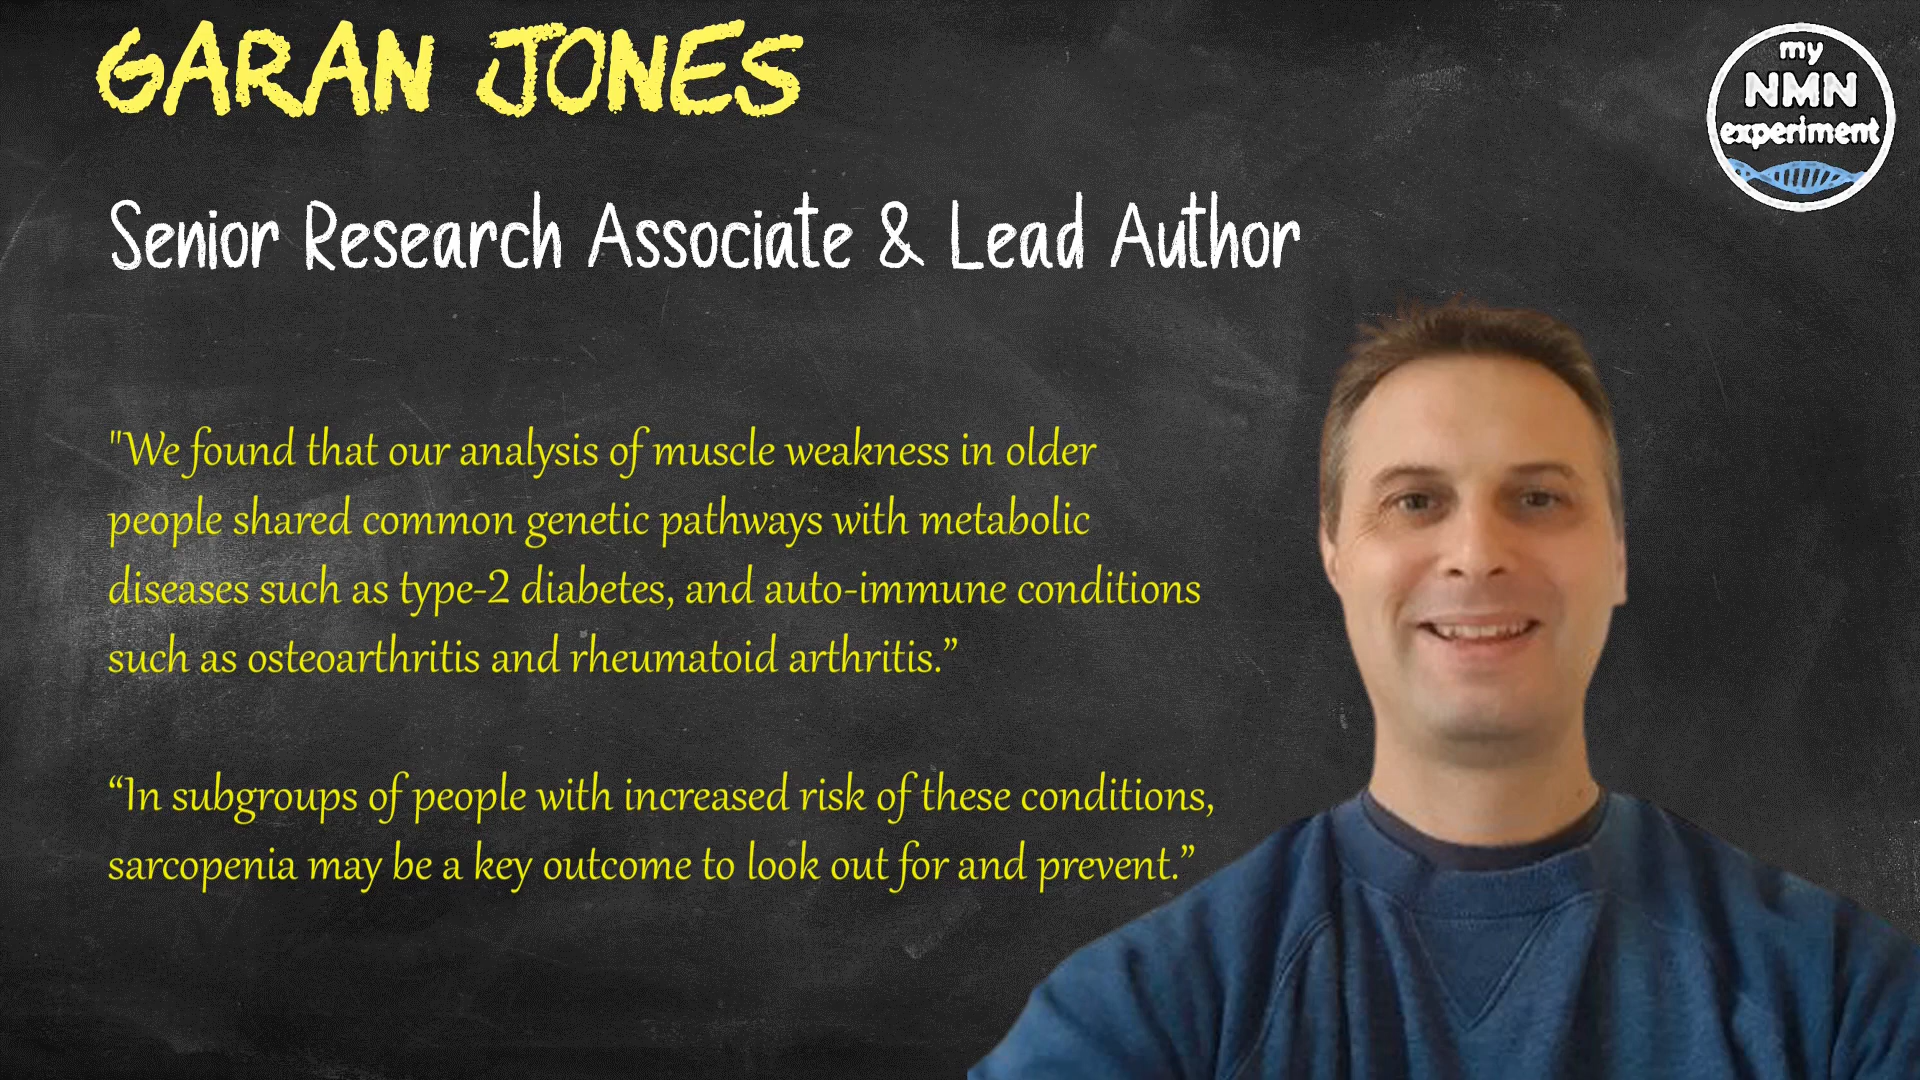 GARAN JONES
my
NMN
experiment
Senior Research Associate & Lead Author
"We found that our analysis of muscle weakness in older
people shared common genetic pathways with metabolic
diseases such as type-2 diabetes, and auto-immune conditions
such as osteoarthritis and rheumatoid arthritis.”
“In subgroups of people with increased risk of these conditions,
sarcopenia may be a key outcome to look out for and prevent.”